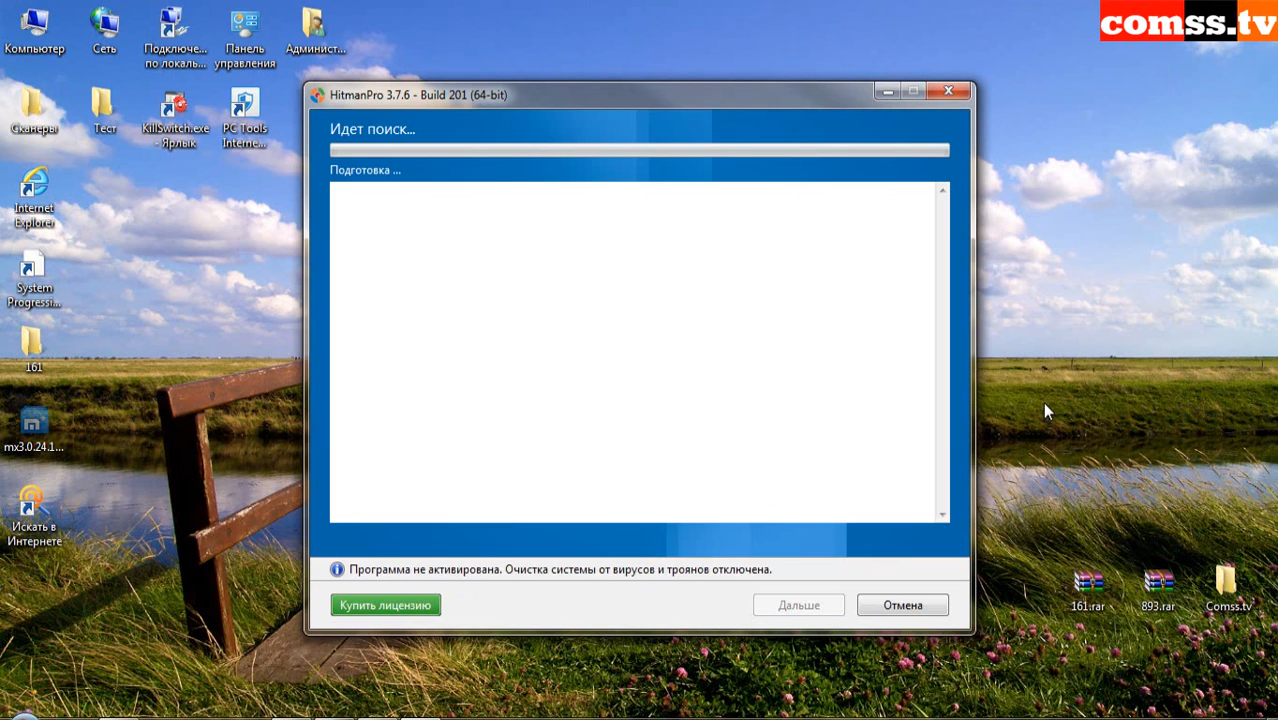 Компьютер
Сеть
Подключе...
по локаль...
Панель
управления
Админист...
comss.tv
Сканеры
Тест
KillSwitch.exe
- Ярлык
PC Tools
Interne...
Internet
Explorer
System
Progressi...
161
mx3.0.24.1...
Искать в
Интернете
HitmanPro 3.7.6 - Build 201 (64-bit)
Идет поиск...
Подготовка ...
Программа не активирована. Очистка системы от вирусов и троянов отключена.
Купить лицензию
Дальше
Отмена
161.rar
893.rar
Comss.tv